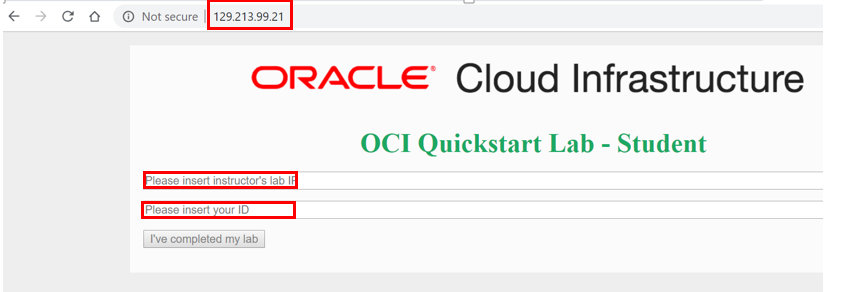 Not secure | 129.213.99.21
ORACLE® Cloud Infrastructure
OCI Quickstart Lab - Student
Please insert instructor's lab IP
Please insert your ID
I've completed my lab